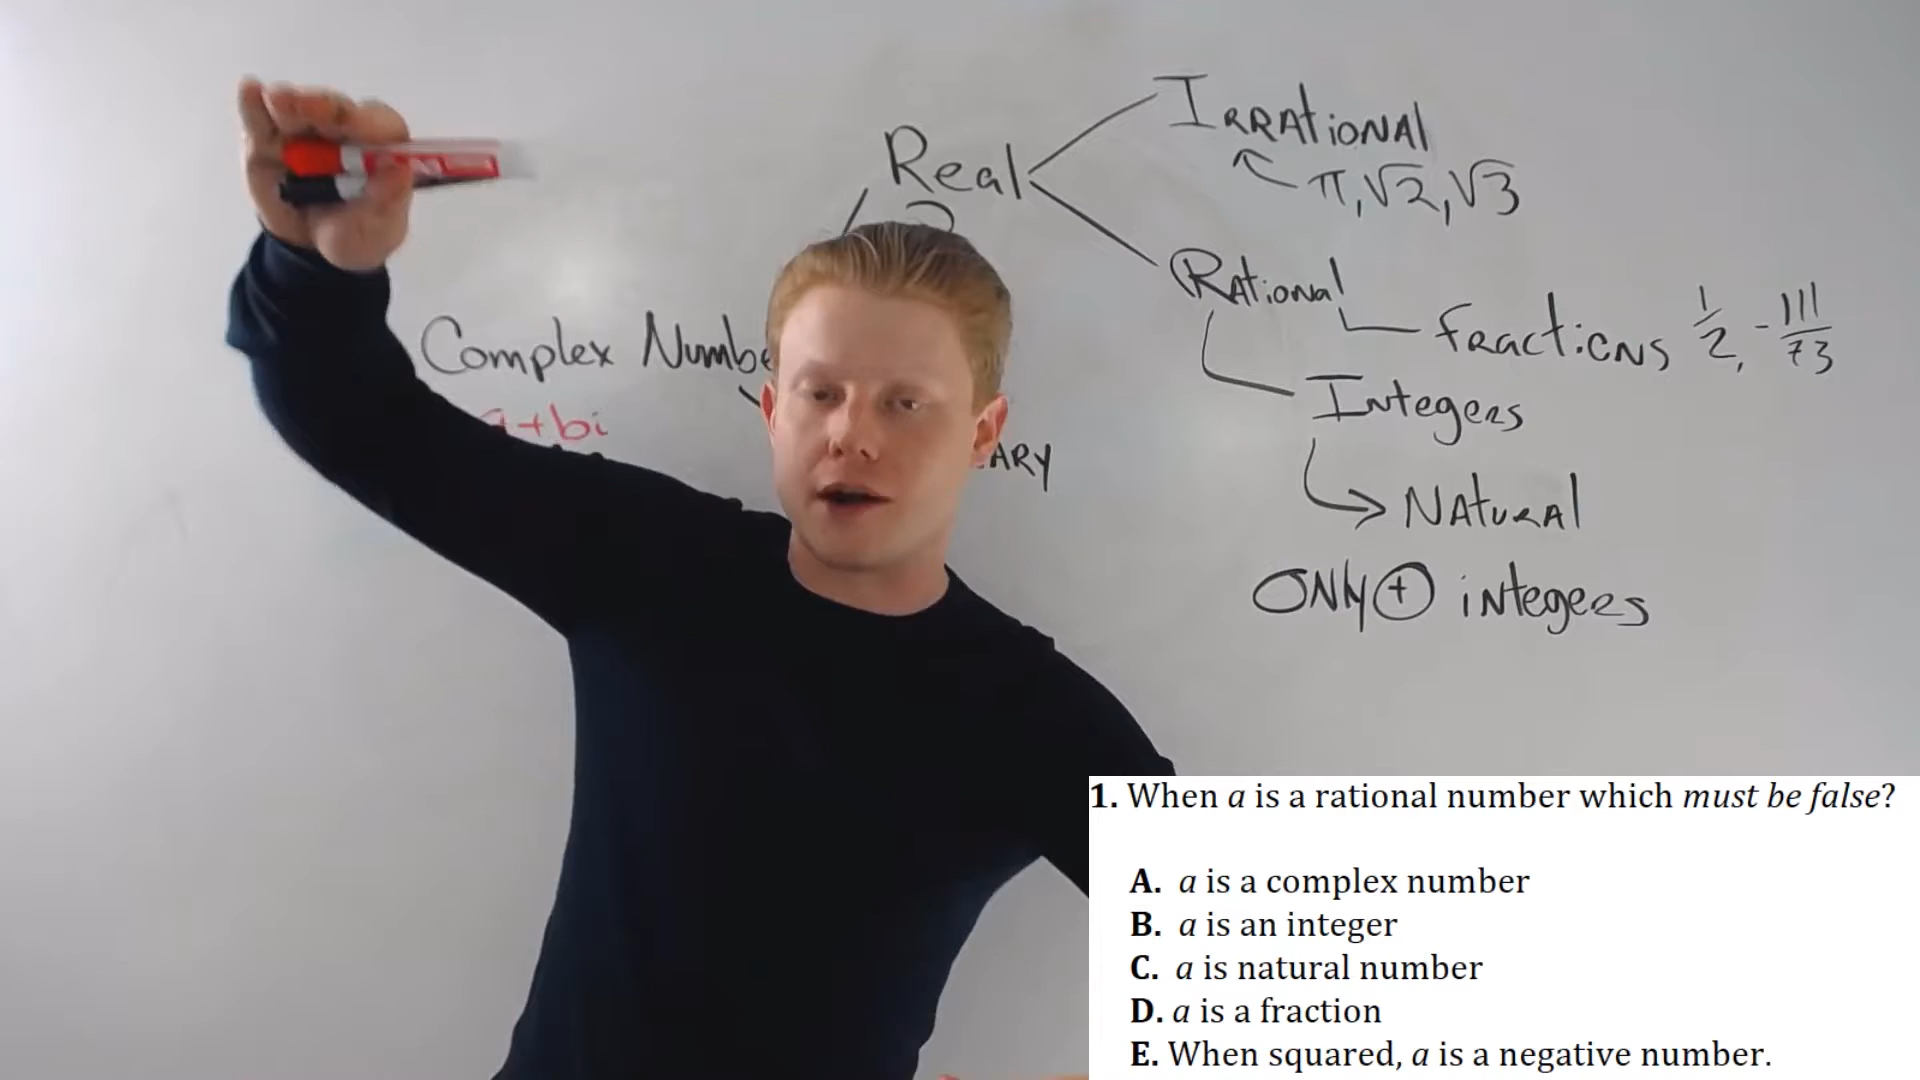 Real
IRRATIONAL
π, √2, √3
Rational
fractions 1/2, -111/73
Complex
Integers
+bi
NATURAL
ONLY + integers
1. When a is a rational number which must be false?
A. a is a complex number
B. a is an integer
C. a is natural number
D. a is a fraction
E. When squared, a is a negative number.